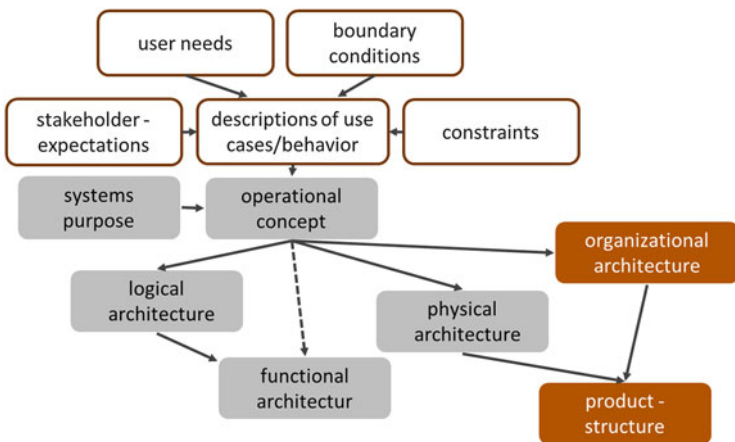 user needs
boundary
conditions
stakeholder -
expectations
descriptions of use
cases/behavior
constraints
systems
purpose
operational
concept
organizational
architecture
logical
architecture
physical
architecture
functional
architectur
product -
structure